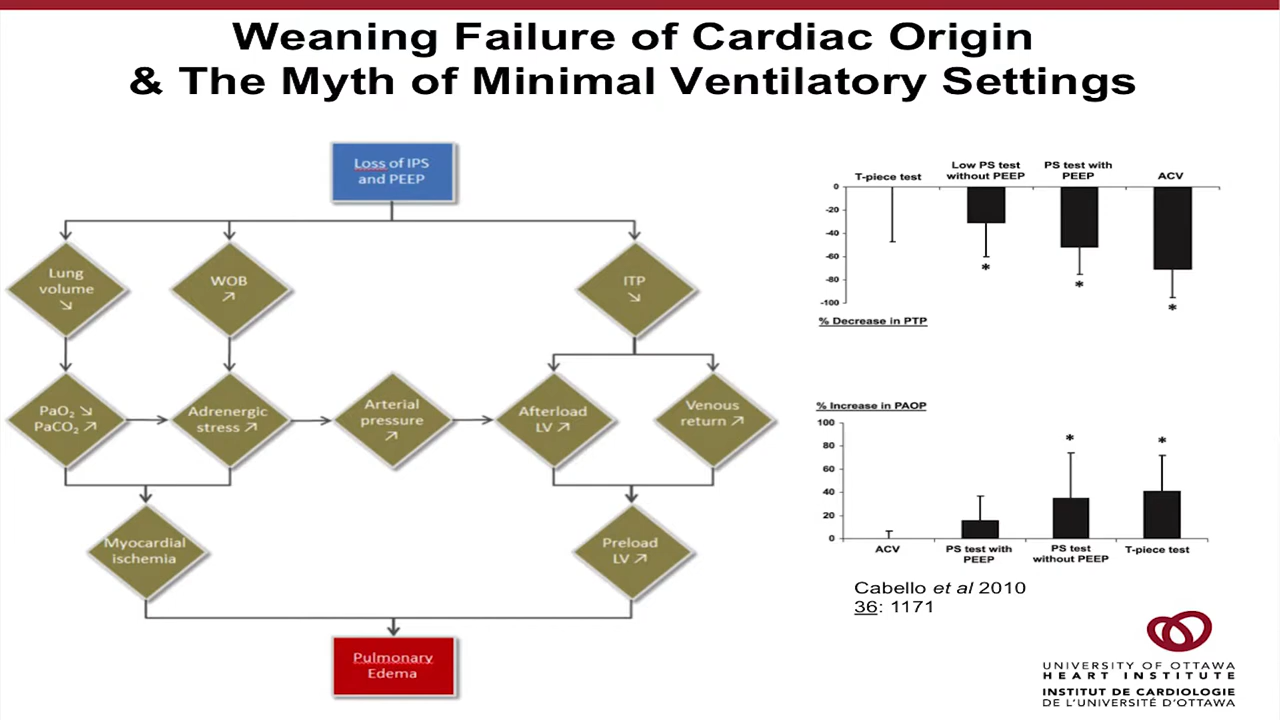 Weaning Failure of Cardiac Origin
& The Myth of Minimal Ventilatory Settings
Loss of IPS
and PEEP
Lung
volume
↘
WOB
↗
ITP
↘
PaO₂ ↘
PaCO₂ ↗
Adrenergic
stress ↗
Arterial
pressure
↗
Afterload
LV ↗
Venous
return ↗
Myocardial
ischemia
Preload
LV ↗
Pulmonary
Edema
T-piece test
Low PS test
without PEEP
PS test with
PEEP
ACV
0
-20
-40
-60
-80
-100
*
*
*
% Decrease in PTP
% Increase in PAOP
100
80
60
40
20
0
*
*
ACV
PS test with
PEEP
PS test
without PEEP
T-piece test
Cabello et al 2010
36: 1171
UNIVERSITY OF OTTAWA
HEART INSTITUTE
INSTITUT DE CARDIOLOGIE
DE L'UNIVERSITÉ D'OTTAWA